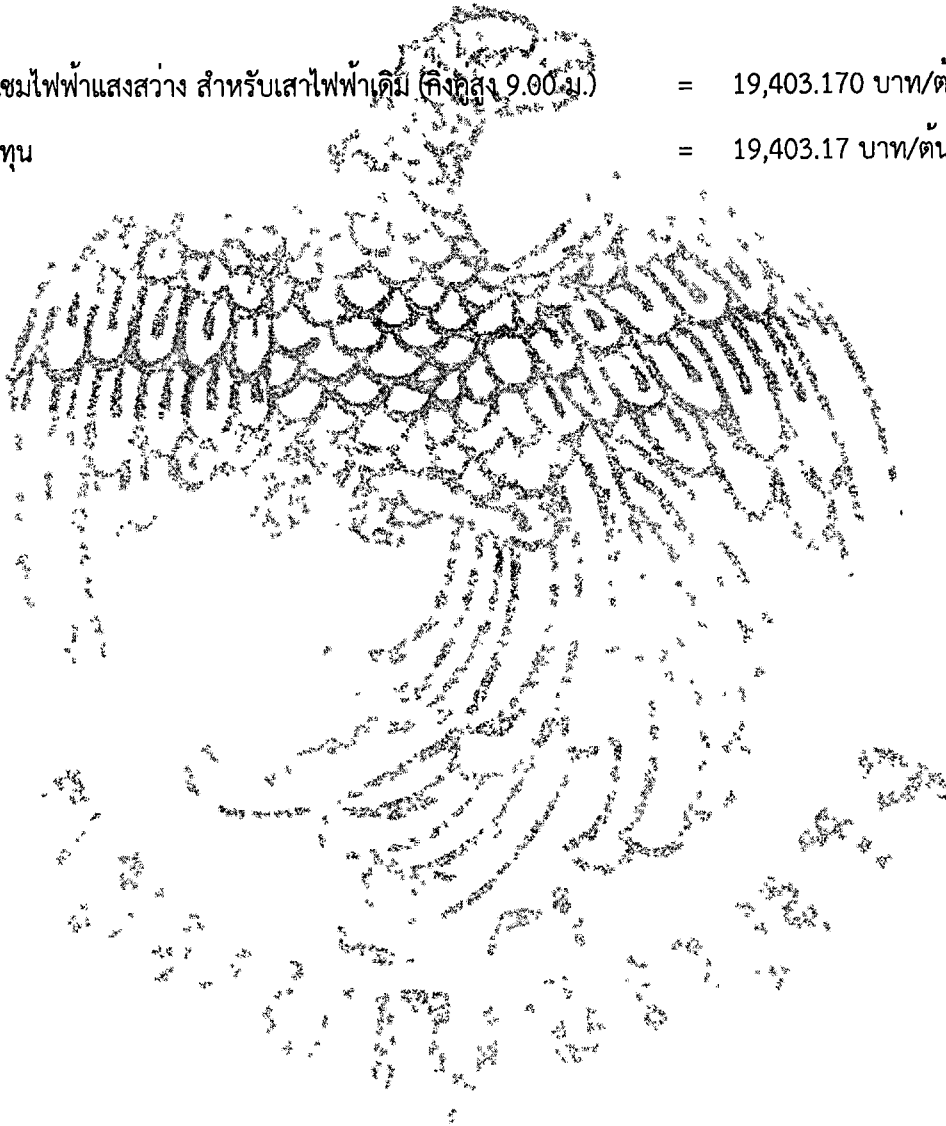 ซมไฟฟ้าแสงสว่าง สำหรับเสาไฟฟ้าเดิม (กิ่งคู่สูง 9.00 ม.) = 19,403.170 บาท/ต้
ทุน = 19,403.17 บาท/ต้น